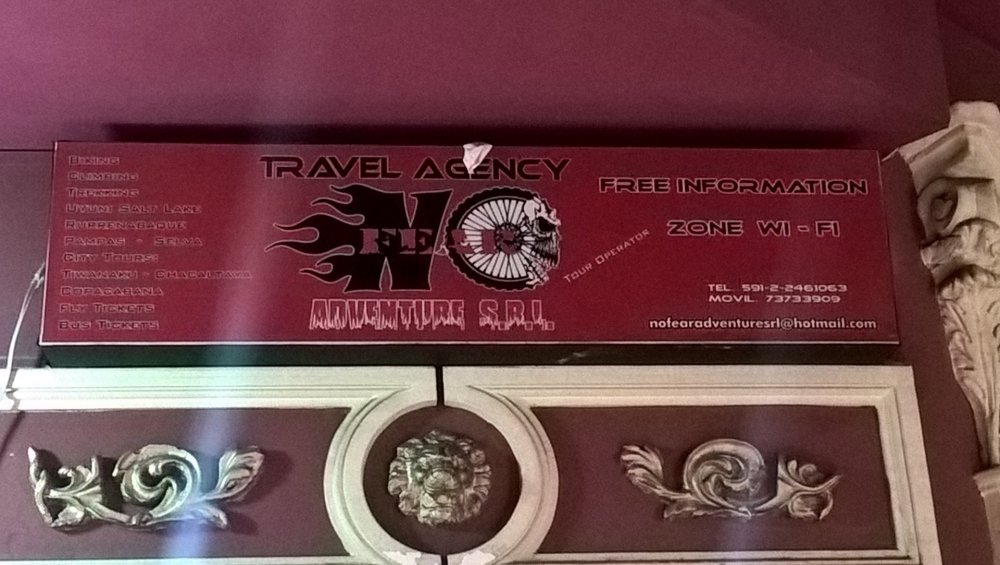 Biking
Climbing
Trekking
Uyuni Salt Lake
Rurrenabaque
Pampas - Selva
City Tours:
Tiwanaku - Chacaltaya
Copacabana
Fly Tickets
Bus Tickets
TRAVEL AGENCY
NO
FEAR
ADVENTURE S.R.L.
Tour Operator
FREE INFORMATION
ZONE WI - FI
TEL. 591-2-2461063
MOVIL. 73733909
nofearadventuresrl@hotmail.com